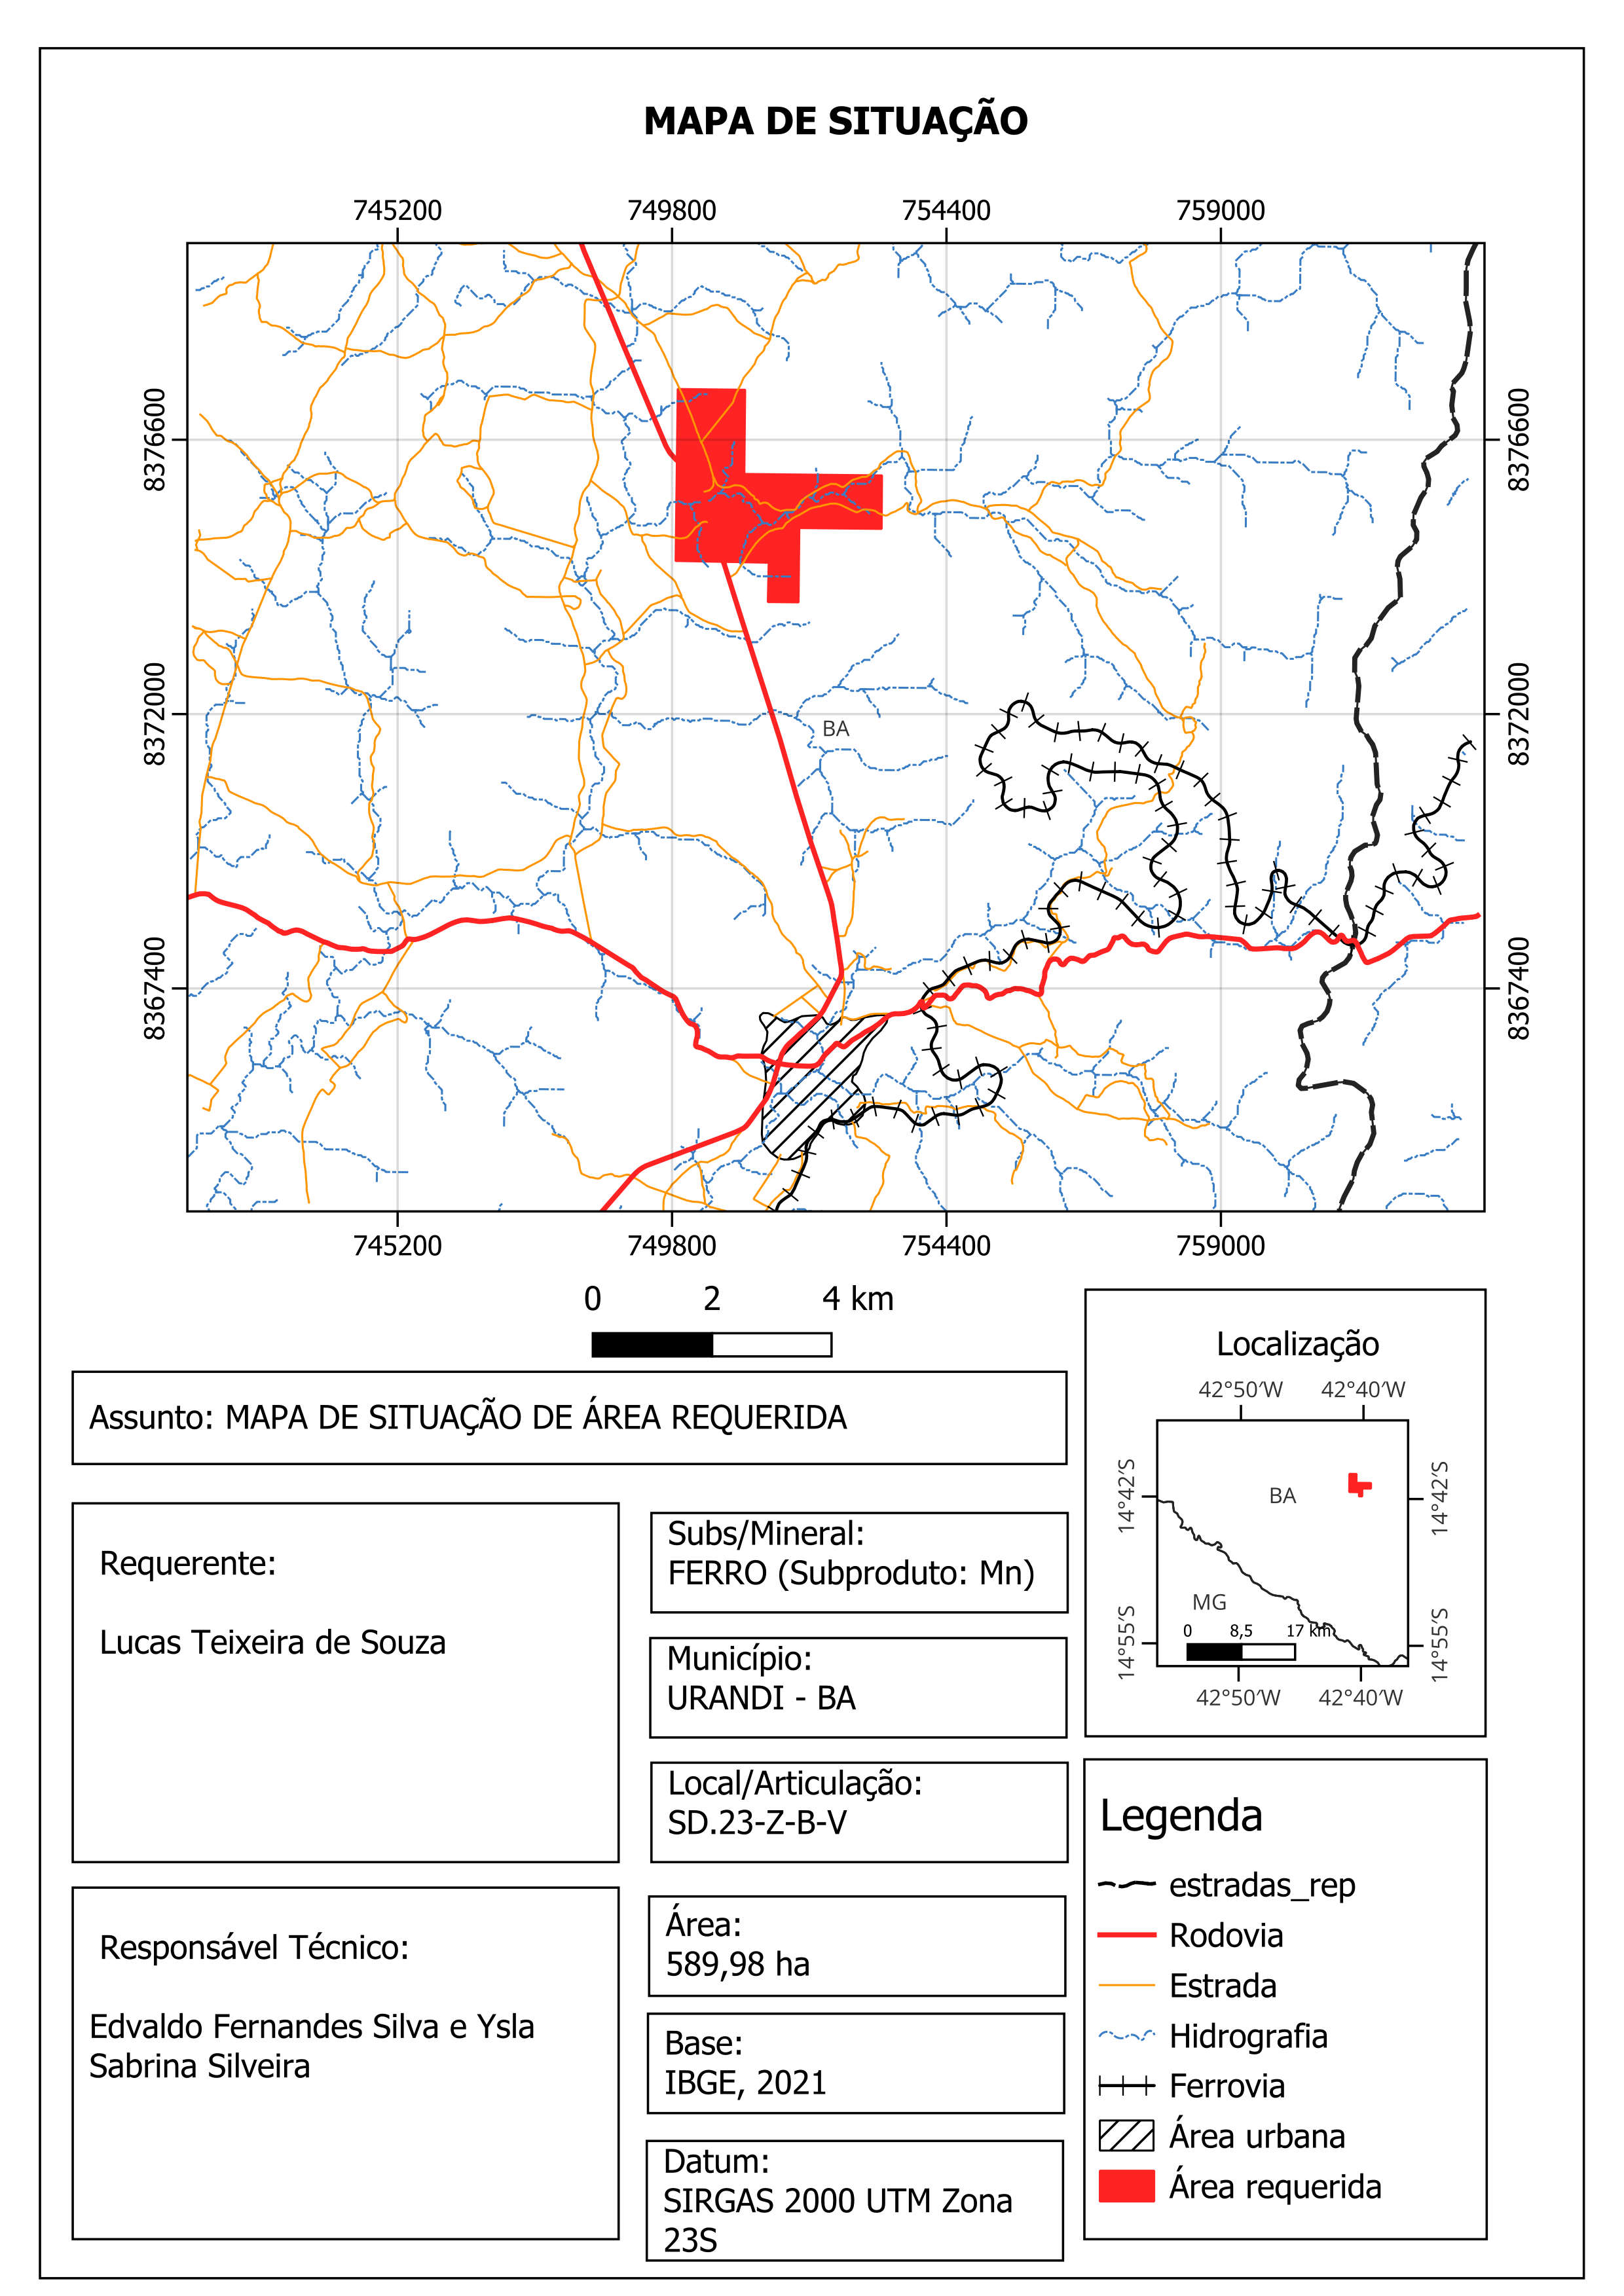 MAPA DE SITUAÇÃO
745200 749800 754400 759000
8376600 8376600
8372000 8372000
BA
8367400 8367400
745200 749800 754400 759000
0 2 4 km
Assunto: MAPA DE SITUAÇÃO DE ÁREA REQUERIDA
Requerente:
Lucas Teixeira de Souza
Responsável Técnico:
Edvaldo Fernandes Silva e Ysla
Sabrina Silveira
Subs/Mineral:
FERRO (Subproduto: Mn)
Município:
URANDI - BA
Local/Articulação:
SD.23-Z-B-V
Área:
589,98 ha
Base:
IBGE, 2021
Datum:
SIRGAS 2000 UTM Zona
23S
Localização
42°50'W 42°40'W
14°42'S 14°42'S
BA
MG
0 8,5 17 km
14°55'S 14°55'S
42°50'W 42°40'W
Legenda
estradas_rep
Rodovia
Estrada
Hidrografia
Ferrovia
Área urbana
Área requerida